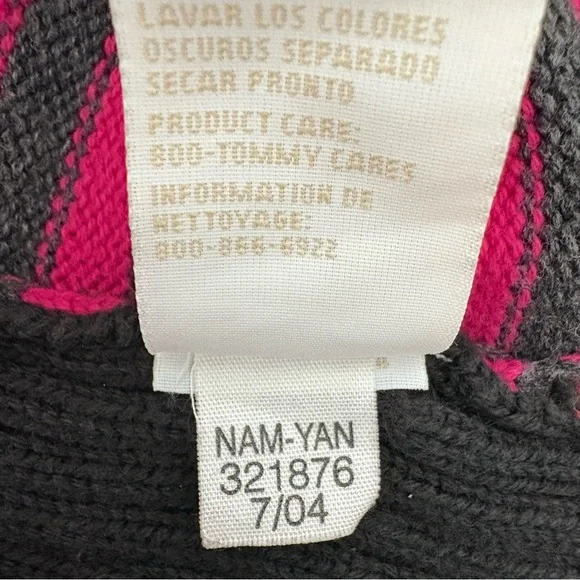 LAVAR LOS COLORES
OSCUROS SEPARADO
SECAR PRONTO
PRODUCT CARE:
800-TOMMY CARES
INFORMATION DE
NETTOYAGE:
800-866-6922
NAM-YAN
321876
7/04